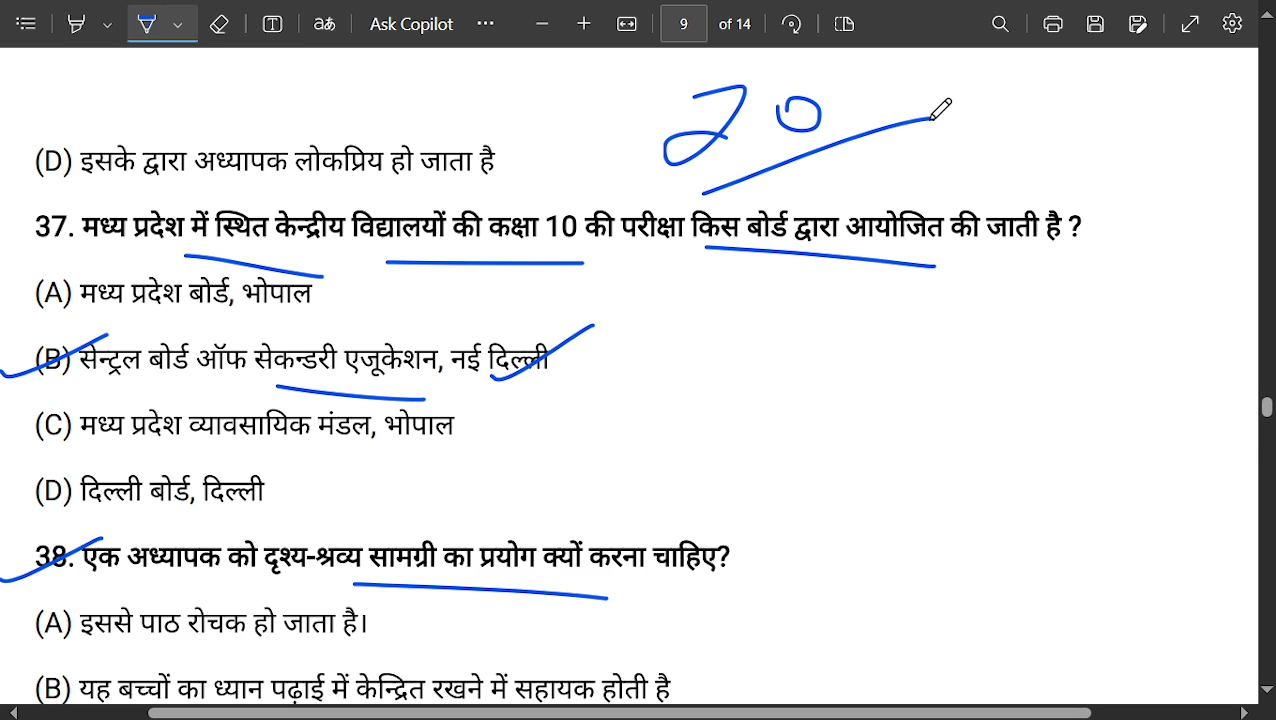 Ask Copilot 9 of 14
20
(D) इसके द्वारा अध्यापक लोकप्रिय हो जाता है
37. मध्य प्रदेश में स्थित केन्द्रीय विद्यालयों की कक्षा 10 की परीक्षा किस बोर्ड द्वारा आयोजित की जाती है ?
(A) मध्य प्रदेश बोर्ड, भोपाल
(B) सेन्ट्रल बोर्ड ऑफ सेकन्डरी एजूकेशन, नई दिल्ली
(C) मध्य प्रदेश व्यावसायिक मंडल, भोपाल
(D) दिल्ली बोर्ड, दिल्ली
38. एक अध्यापक को दृश्य-श्रव्य सामग्री का प्रयोग क्यों करना चाहिए?
(A) इससे पाठ रोचक हो जाता है।
(B) यह बच्चों का ध्यान पढ़ाई में केन्द्रित रखने में सहायक होती है